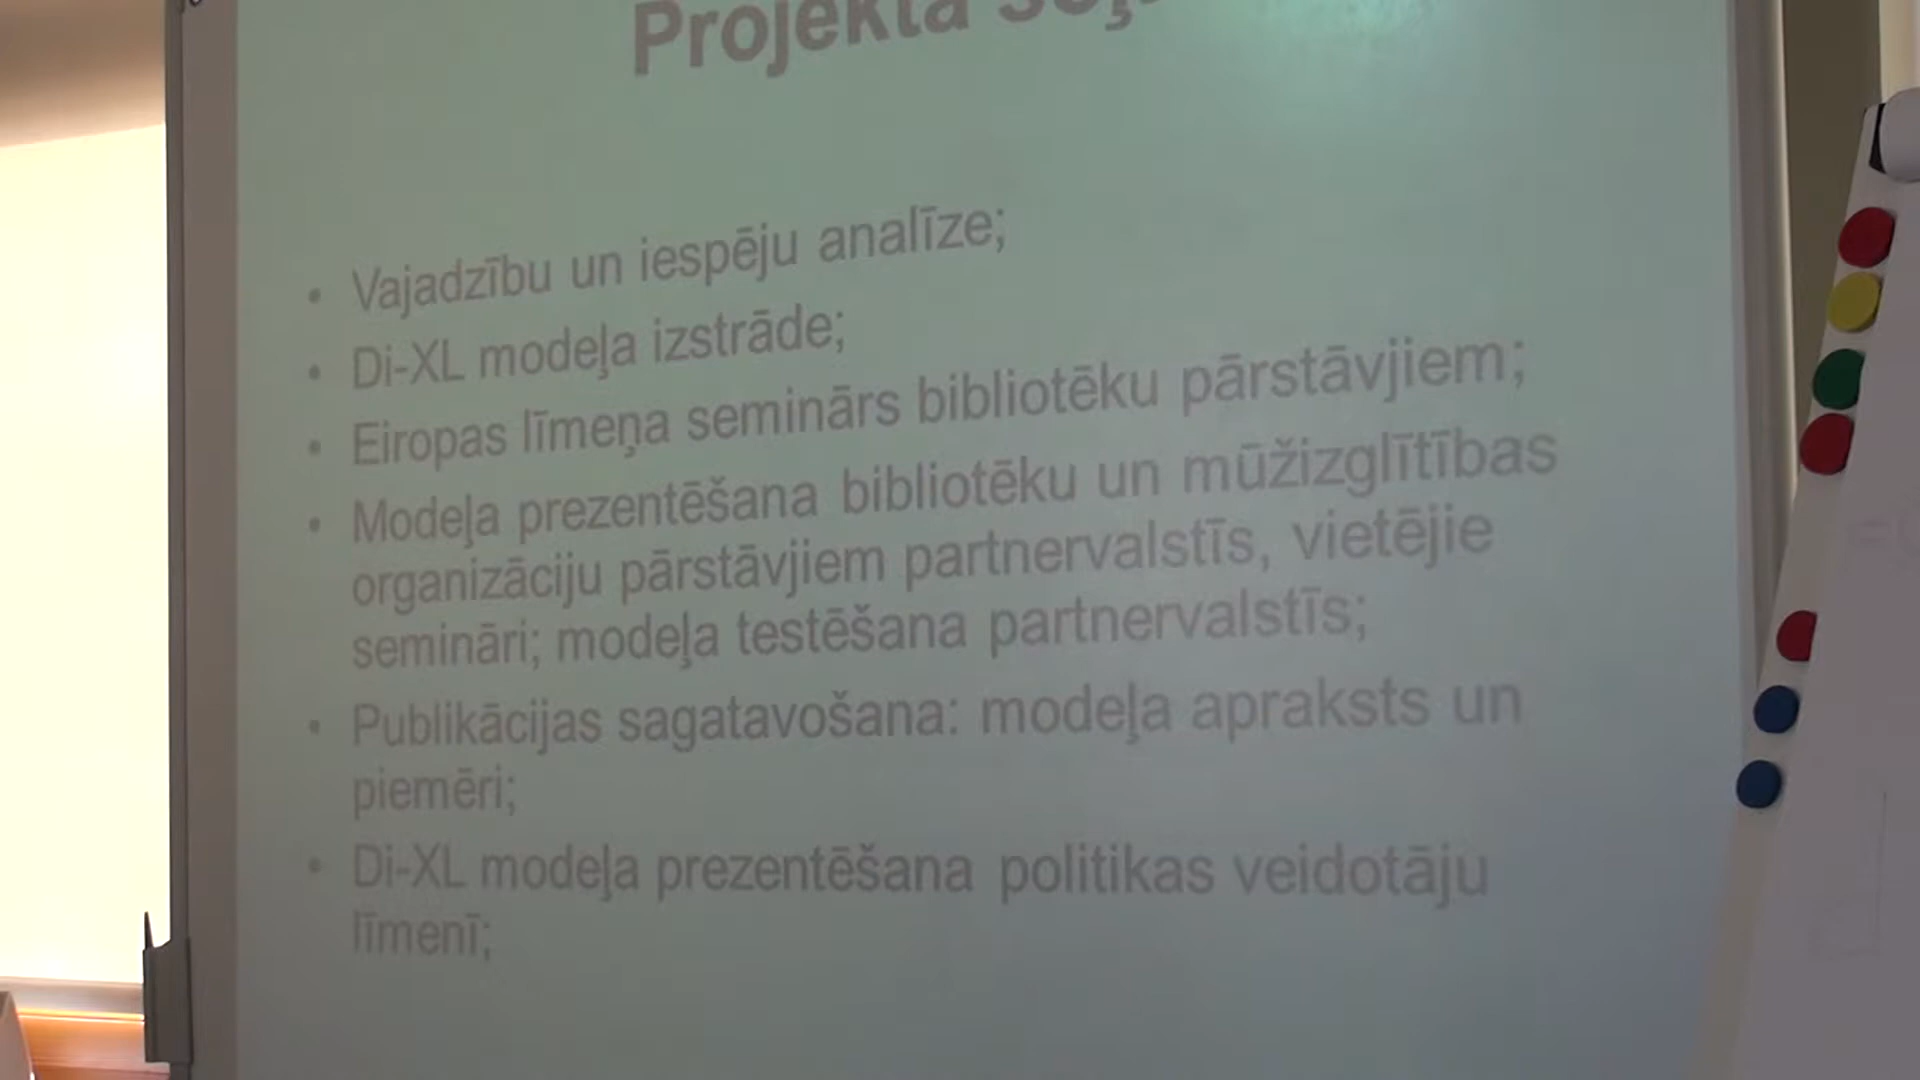 Projekta
• Vajadzību un iespēju analīze;
• Di-XL modeļa izstrāde;
• Eiropas līmeņa seminārs bibliotēku pārstāvjiem;
• Modeļa prezentēšana bibliotēku un mūžizglītības
organizāciju pārstāvjiem partnervalstīs, vietējie
semināri; modeļa testēšana partnervalstīs;
• Publikācijas sagatavošana: modeļa apraksts un
piemēri;
• Di-XL modeļa prezentēšana politikas veidotāju
līmenī;